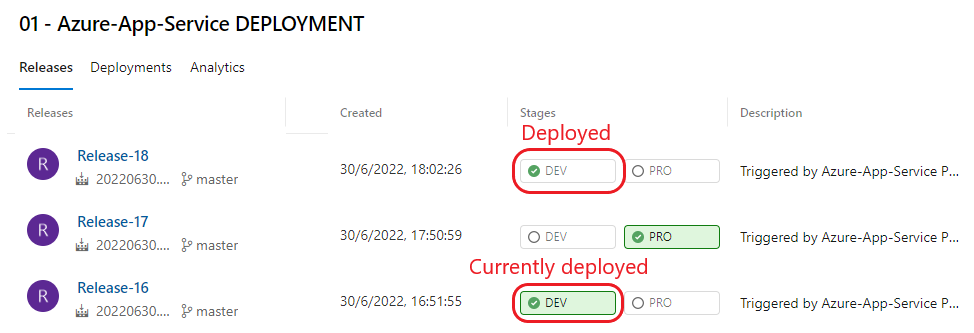 01 - Azure-App-Service DEPLOYMENT
Releases Deployments Analytics
Releases Created Stages Description
Deployed
R Release-18 30/6/2022, 18:02:26 DEV PRO Triggered by Azure-App-Service P...
20220630.... master
R Release-17 30/6/2022, 17:50:59 DEV PRO Triggered by Azure-App-Service P...
20220630.... master
Currently deployed
R Release-16 30/6/2022, 16:51:55 DEV PRO Triggered by Azure-App-Service P...
20220630.... master